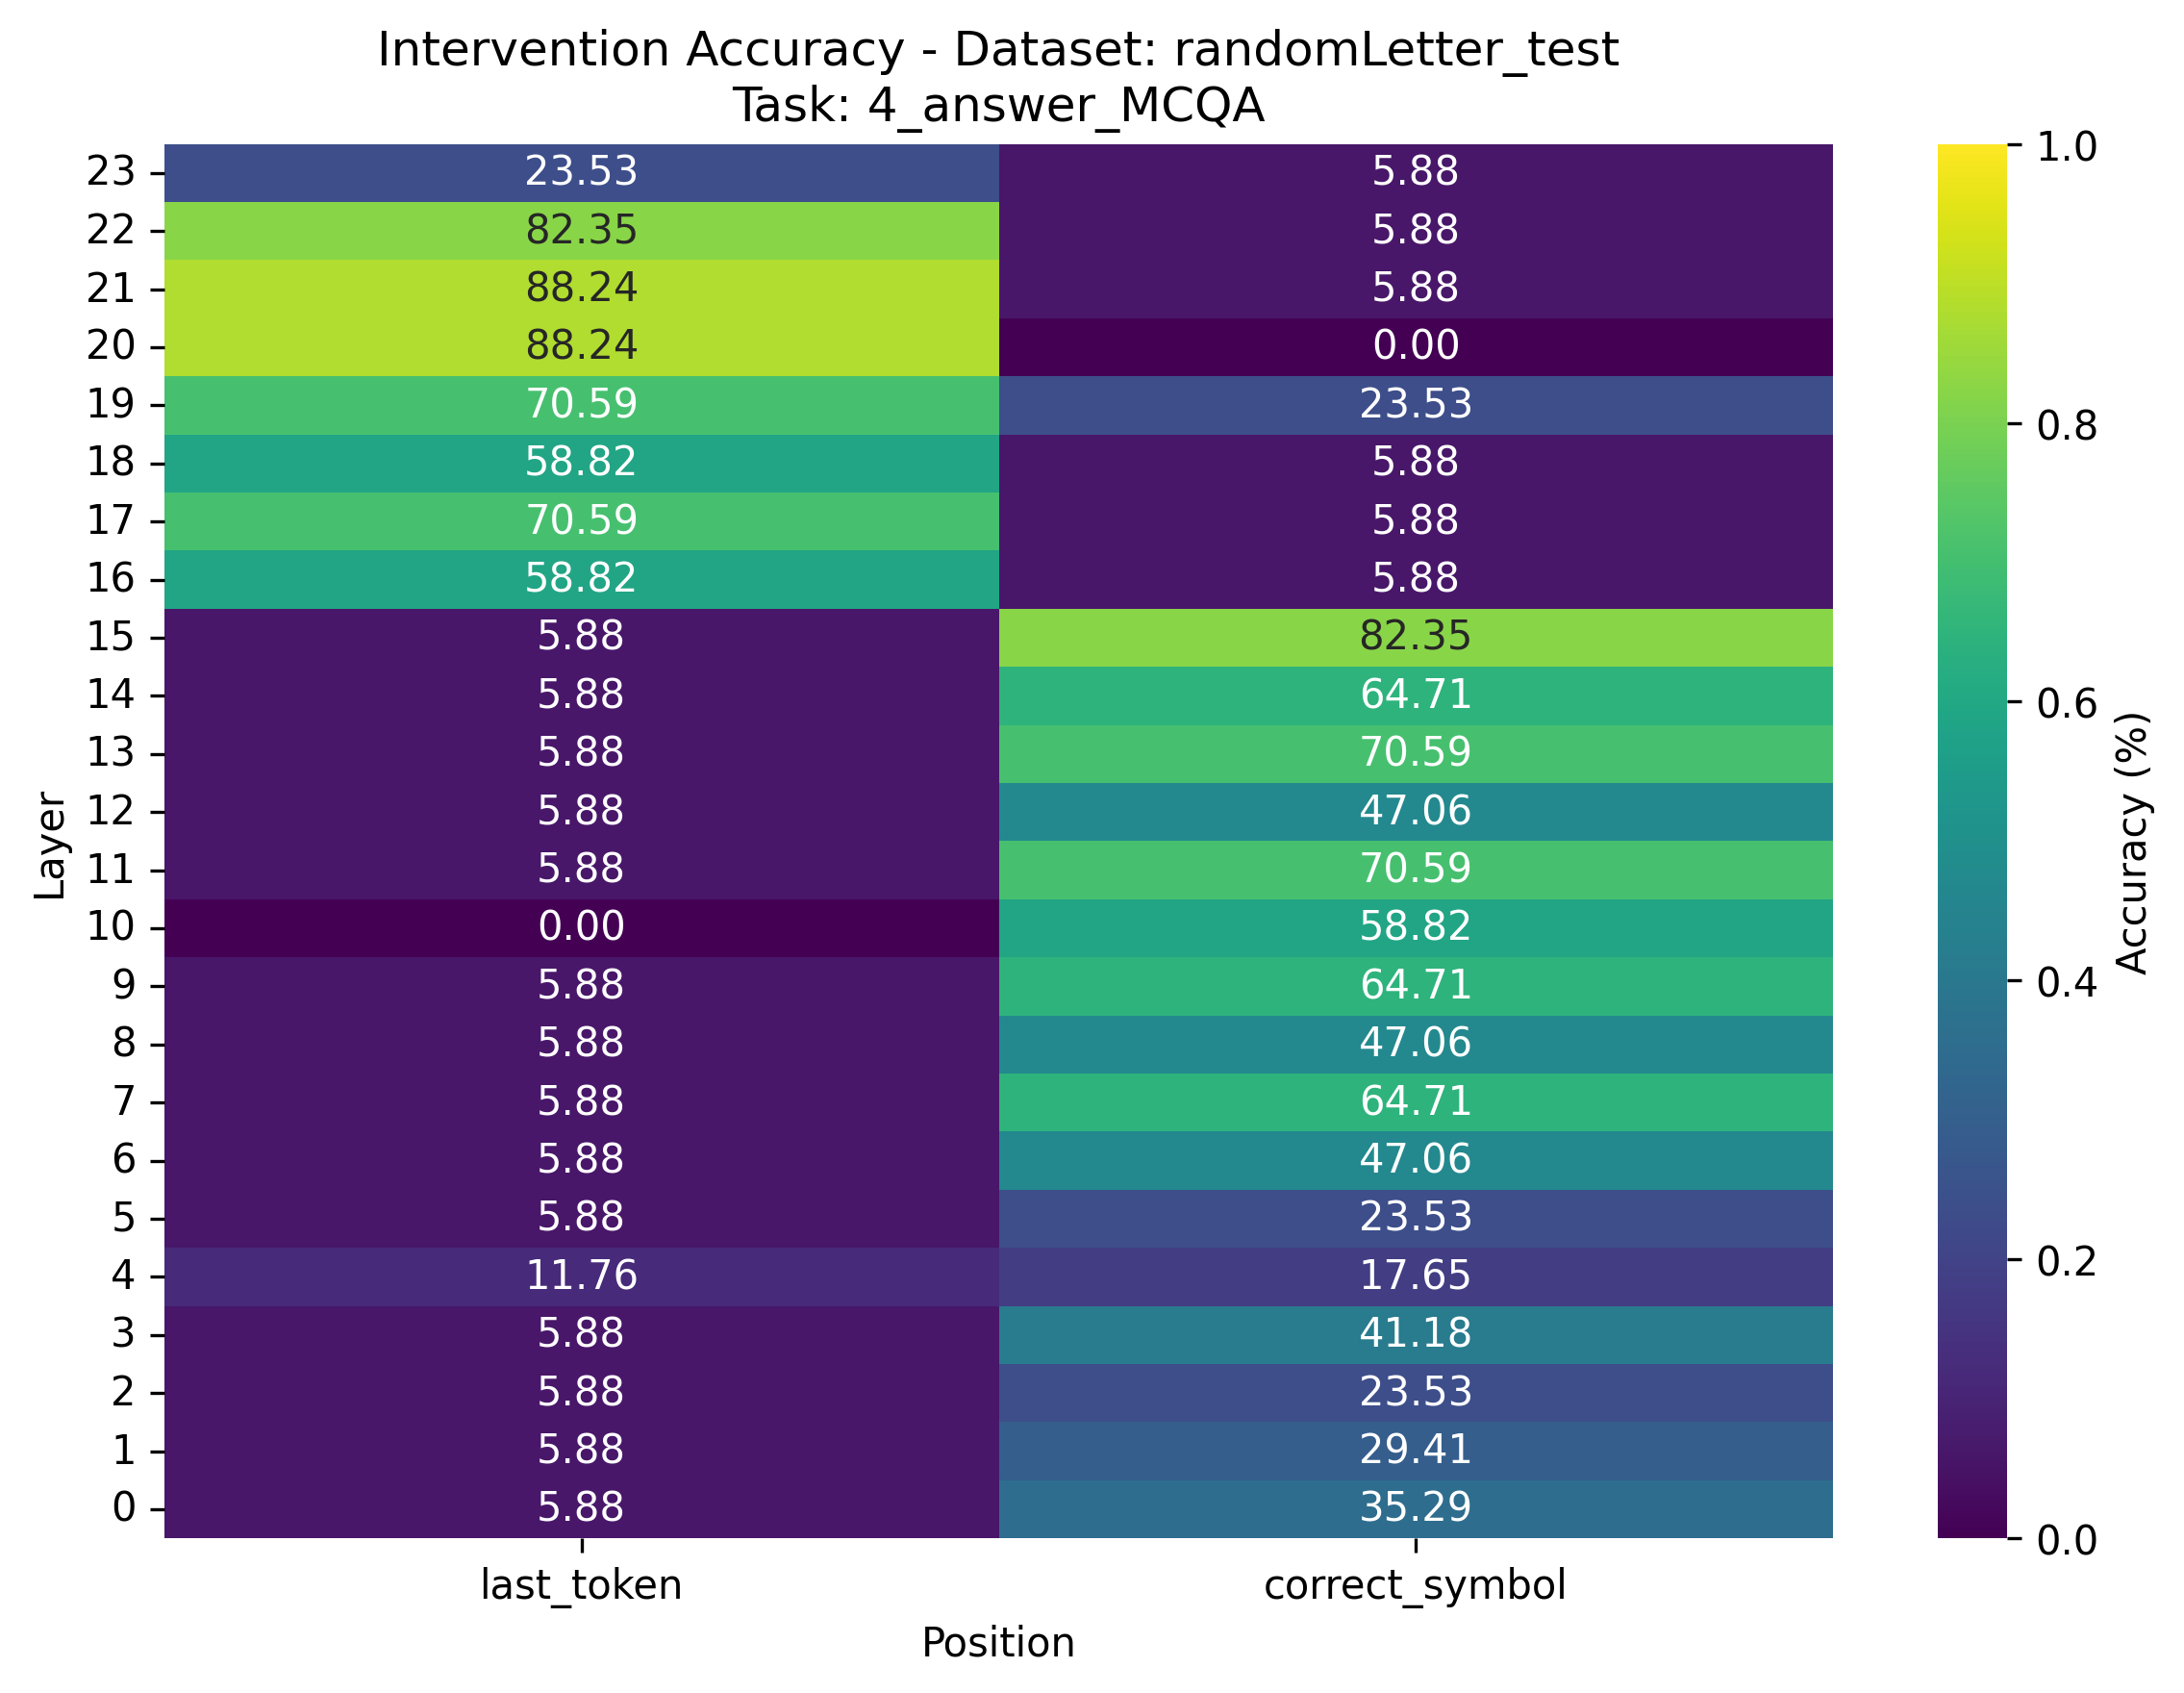 Intervention Accuracy - Dataset: randomLetter_test
Task: 4_answer_MCQA
23 23.53 5.88
22 82.35 5.88
21 88.24 5.88
20 88.24 0.00
19 70.59 23.53
18 58.82 5.88
17 70.59 5.88
16 58.82 5.88
15 5.88 82.35
14 5.88 64.71
13 5.88 70.59
12 5.88 47.06
11 5.88 70.59
10 0.00 58.82
9 5.88 64.71
8 5.88 47.06
7 5.88 64.71
6 5.88 47.06
5 5.88 23.53
4 11.76 17.65
3 5.88 41.18
2 5.88 23.53
1 5.88 29.41
0 5.88 35.29
last_token correct_symbol
Position
Layer
1.0
0.8
0.6
0.4
0.2
0.0
Accuracy (%)